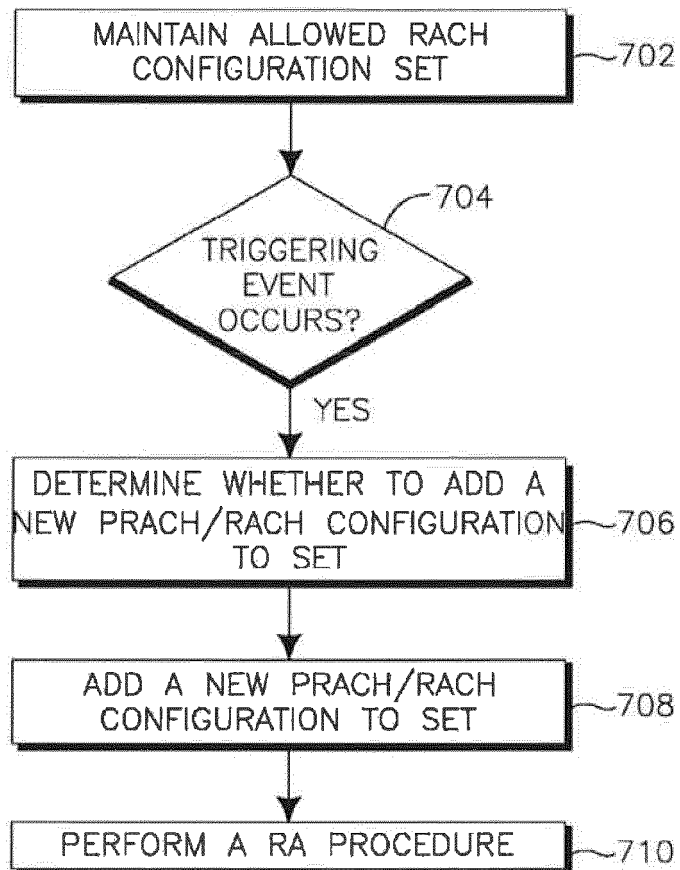 MAINTAIN ALLOWED RACH
CONFIGURATION SET
702
704
TRIGGERING
EVENT
OCCURS?
YES
DETERMINE WHETHER TO ADD A
NEW PRACH/RACH CONFIGURATION
TO SET
706
ADD A NEW PRACH/RACH
CONFIGURATION TO SET
708
PERFORM A RA PROCEDURE
710